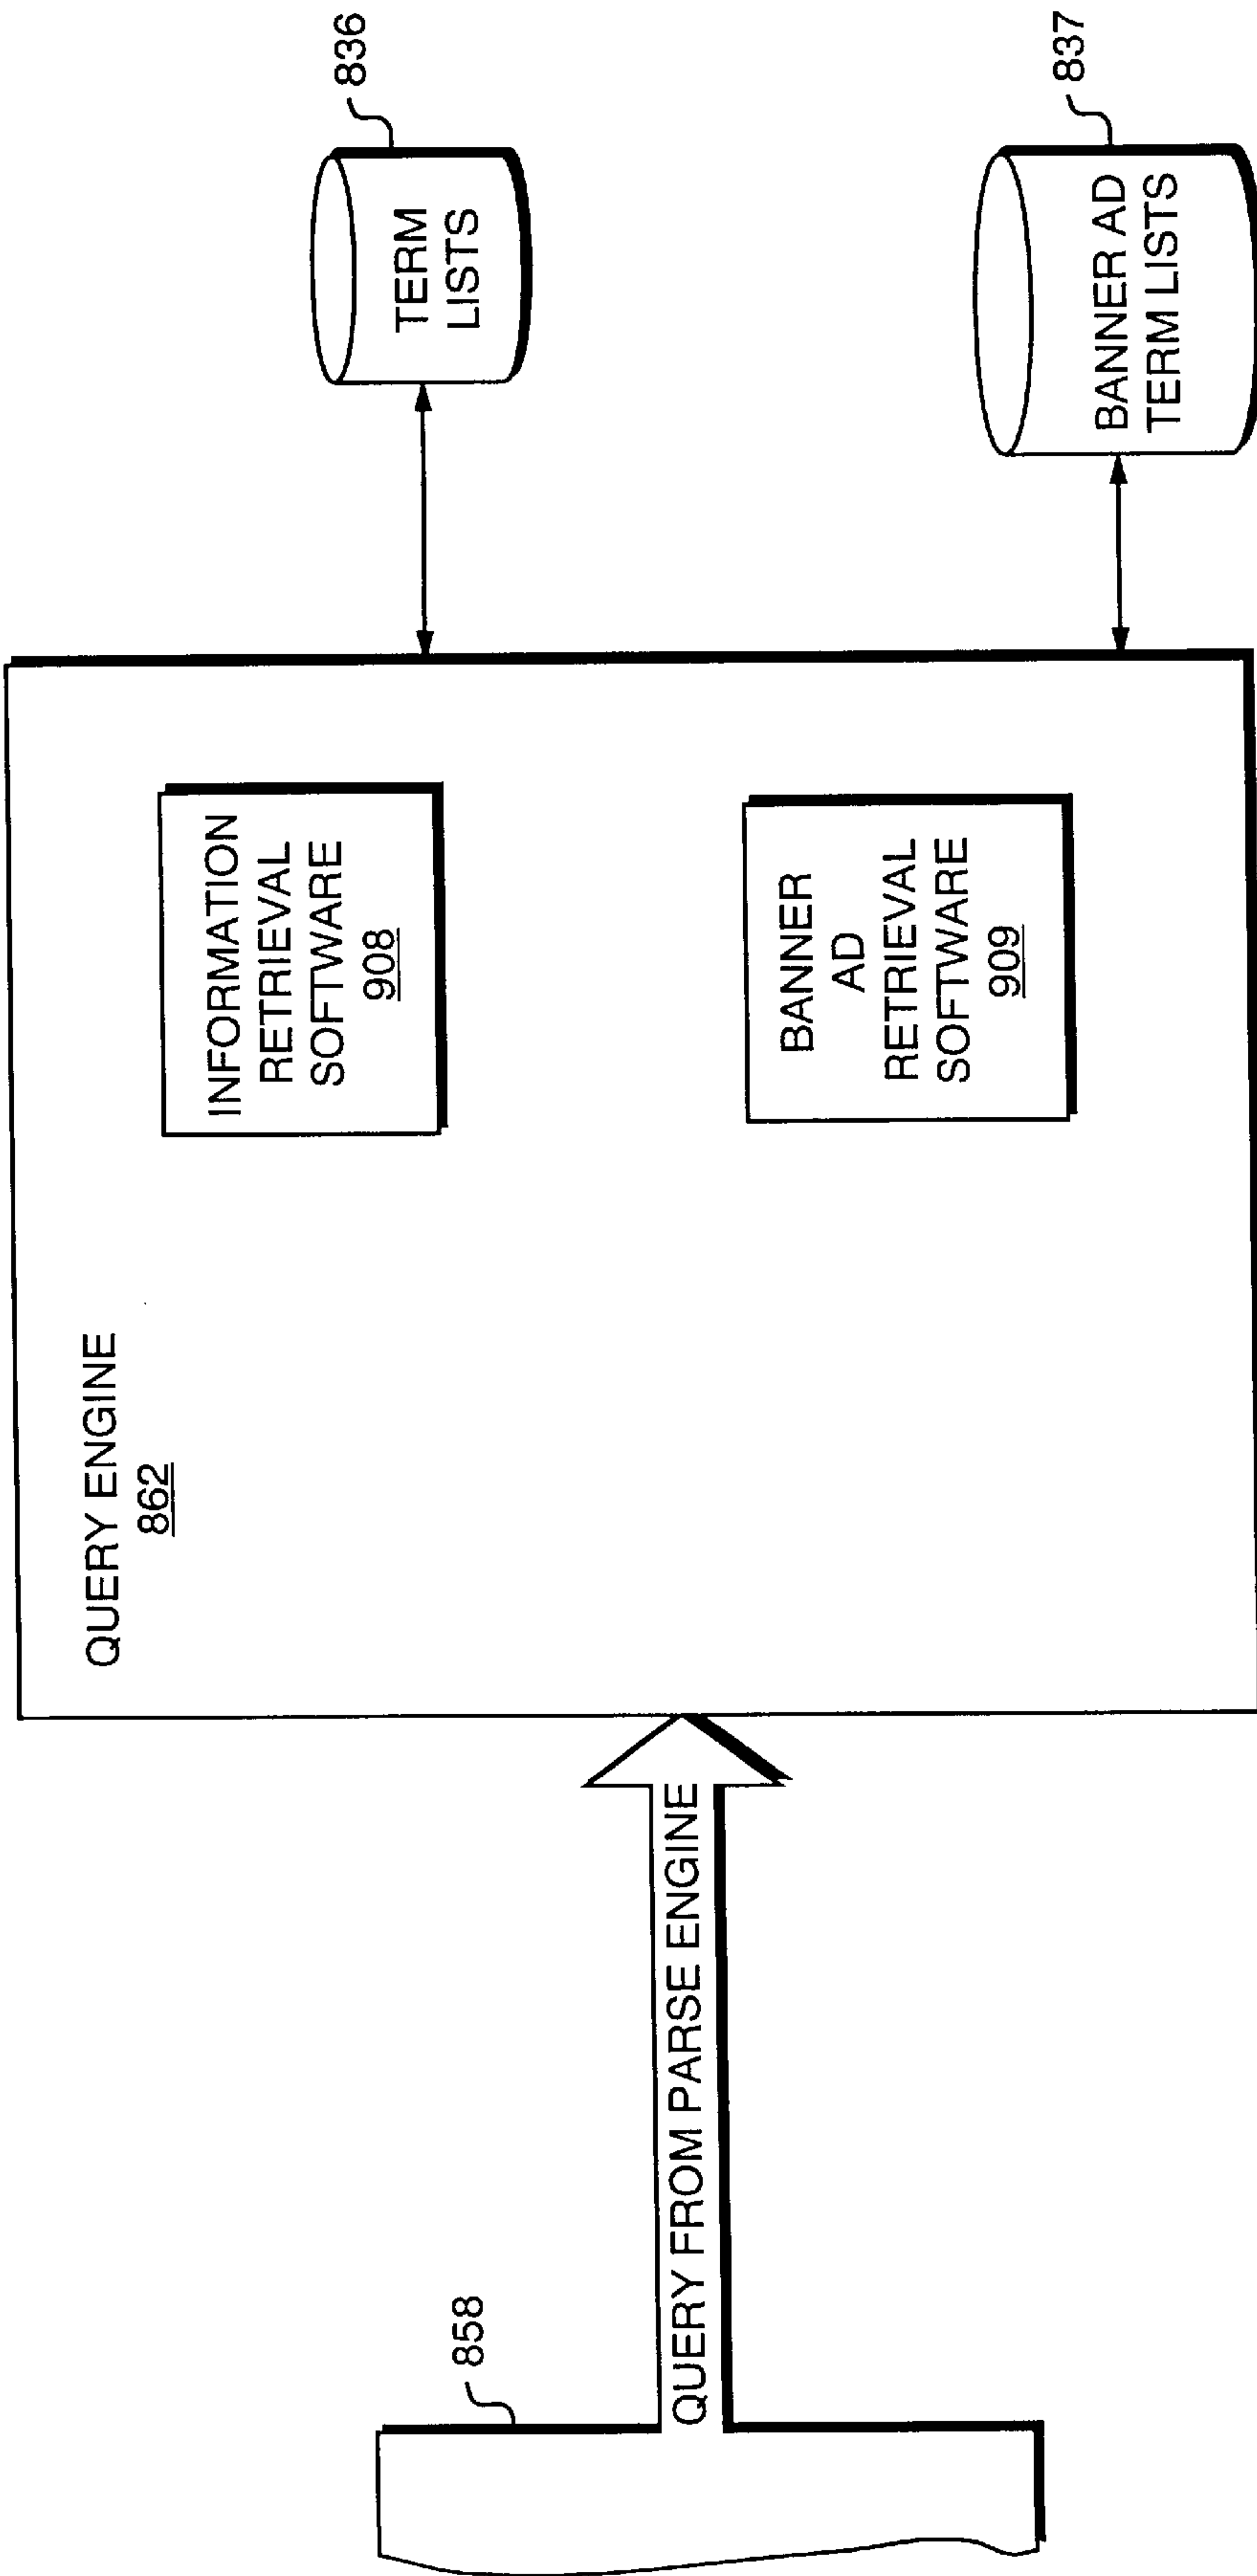 858
QUERY FROM PARSE ENGINE
QUERY ENGINE
862
INFORMATION
RETRIEVAL
SOFTWARE
908
BANNER
AD
RETRIEVAL
SOFTWARE
909
836
TERM
LISTS
837
BANNER AD
TERM LISTS